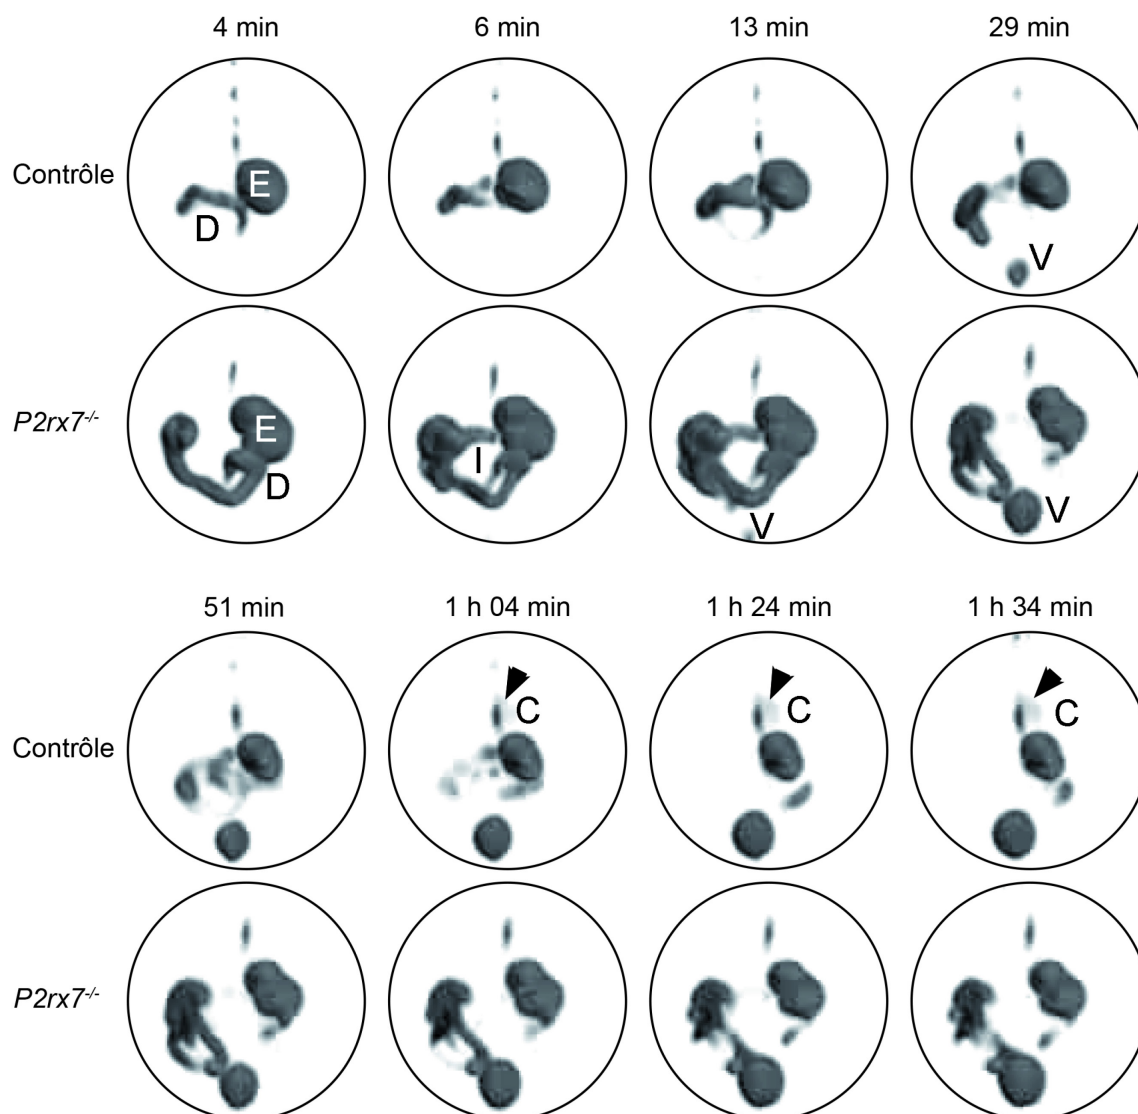 4 min 6 min 13 min 29 min
Contrôle E D V
P2rx7-/- E D I V V
51 min 1 h 04 min 1 h 24 min 1 h 34 min
Contrôle C C C
P2rx7-/-